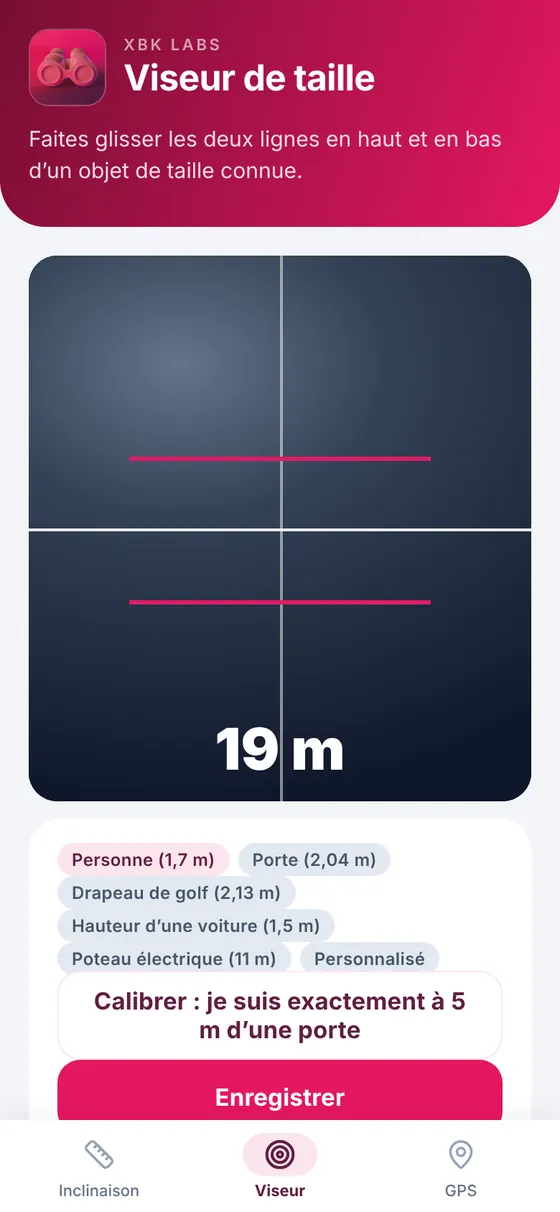 XBK LABS
Viseur de taille
Faites glisser les deux lignes en haut et en bas
d’un objet de taille connue.
19 m
Personne (1,7 m) Porte (2,04 m)
Drapeau de golf (2,13 m)
Hauteur d’une voiture (1,5 m)
Poteau électrique (11 m) Personnalisé
Calibrer : je suis exactement à 5
m d’une porte
Enregistrer
Inclinaison Viseur GPS